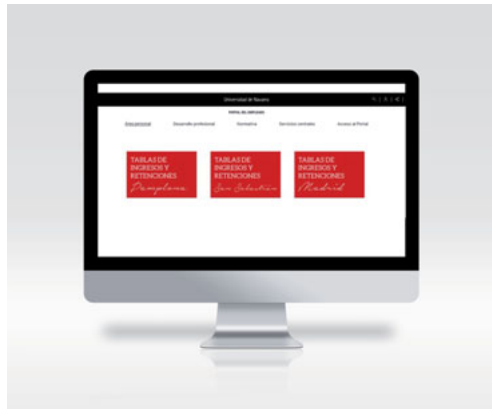 Universidad de Navarra
PORTAL DEL EMPLEADO
Área personal
Desarrollo profesional
Normativa
Servicios centrales
Acceso al Portal
TABLAS DE
INGRESOS Y
RETENCIONES
Pamplona
TABLAS DE
INGRESOS Y
RETENCIONES
San Sebastián
TABLAS DE
INGRESOS Y
RETENCIONES
Madrid